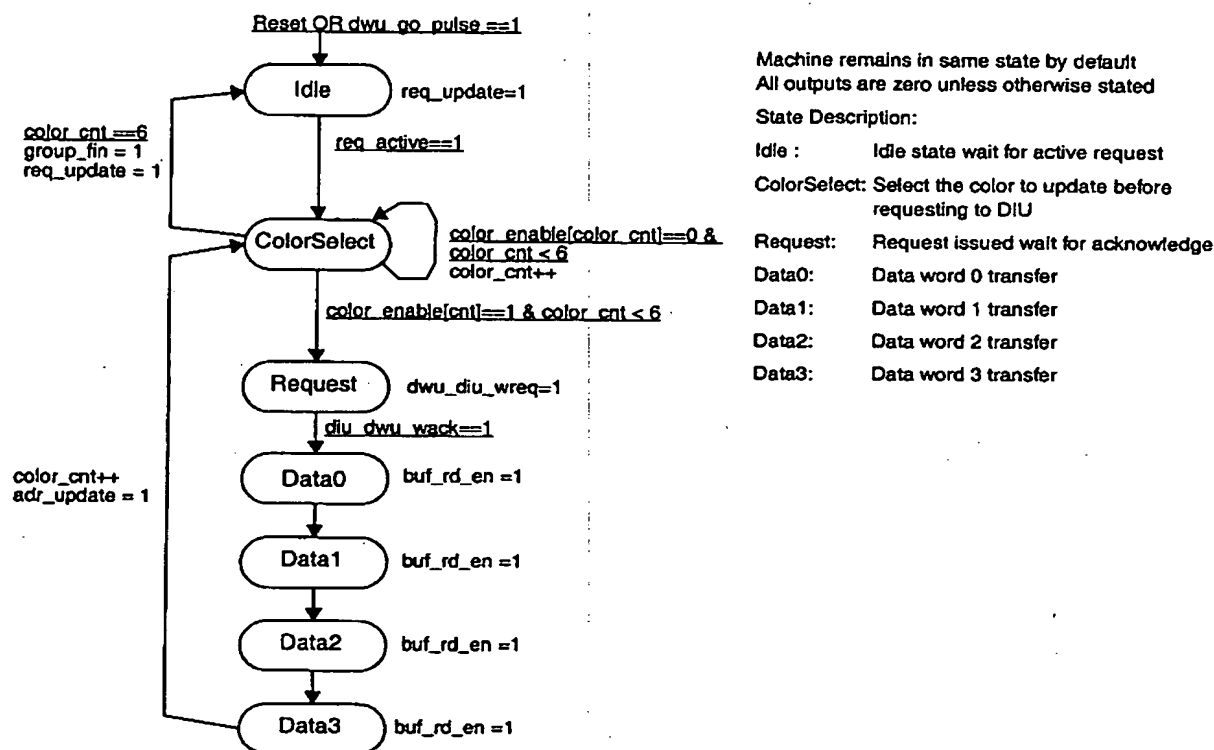 Reset OR dwu_go_pulse ==1
Idle
req_update=1
color_cnt ==6
group_fin = 1
req_update = 1
req_active==1
ColorSelect
color_enable[color_cnt]==0 &
color_cnt < 6
color_cnt++
color_enable[cnt]==1 & color_cnt < 6
Request
dwu_diu_wreq=1
diu_dwu_wack==1
color_cnt++
adr_update = 1
Data0
buf_rd_en =1
Data1
buf_rd_en =1
Data2
buf_rd_en =1
Data3
buf_rd_en =1
Machine remains in same state by default
All outputs are zero unless otherwise stated
State Description:
Idle : Idle state wait for active request
ColorSelect: Select the color to update before
requesting to DIU
Request: Request issued wait for acknowledge
Data0: Data word 0 transfer
Data1: Data word 1 transfer
Data2: Data word 2 transfer
Data3: Data word 3 transfer